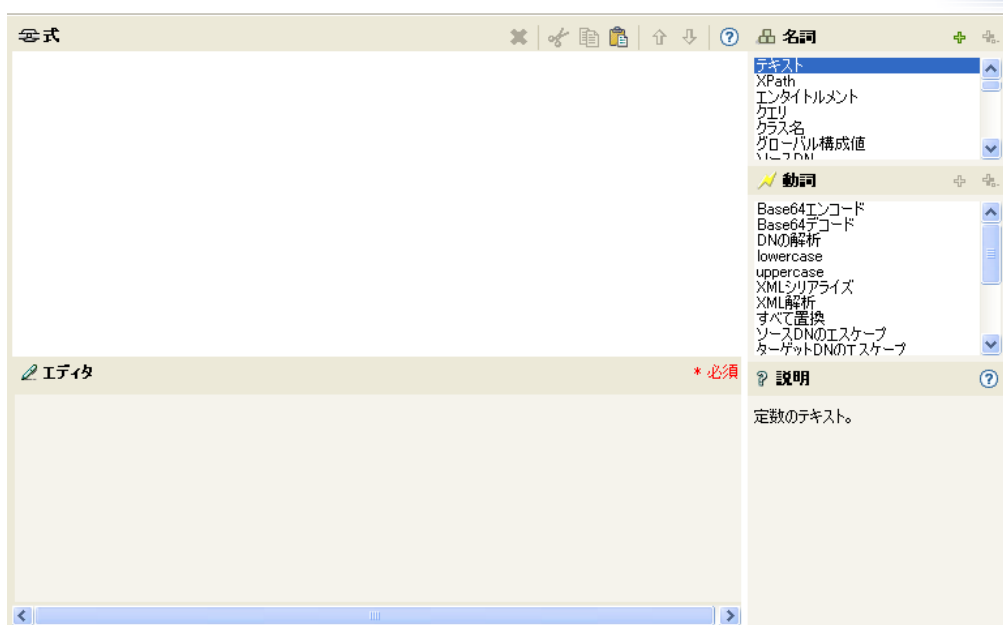 式
名詞
テキスト
XPath
エンタイトルメント
クエリ
クラス名
グローバル構成値
ソースDN
動詞
Base64エンコード
Base64デコード
DNの解析
lowercase
uppercase
XMLシリアライズ
XML解析
すべて置換
ソースDNのエスケープ
ターゲットDNのエスケープ
エディタ
* 必須
説明
定数のテキスト。